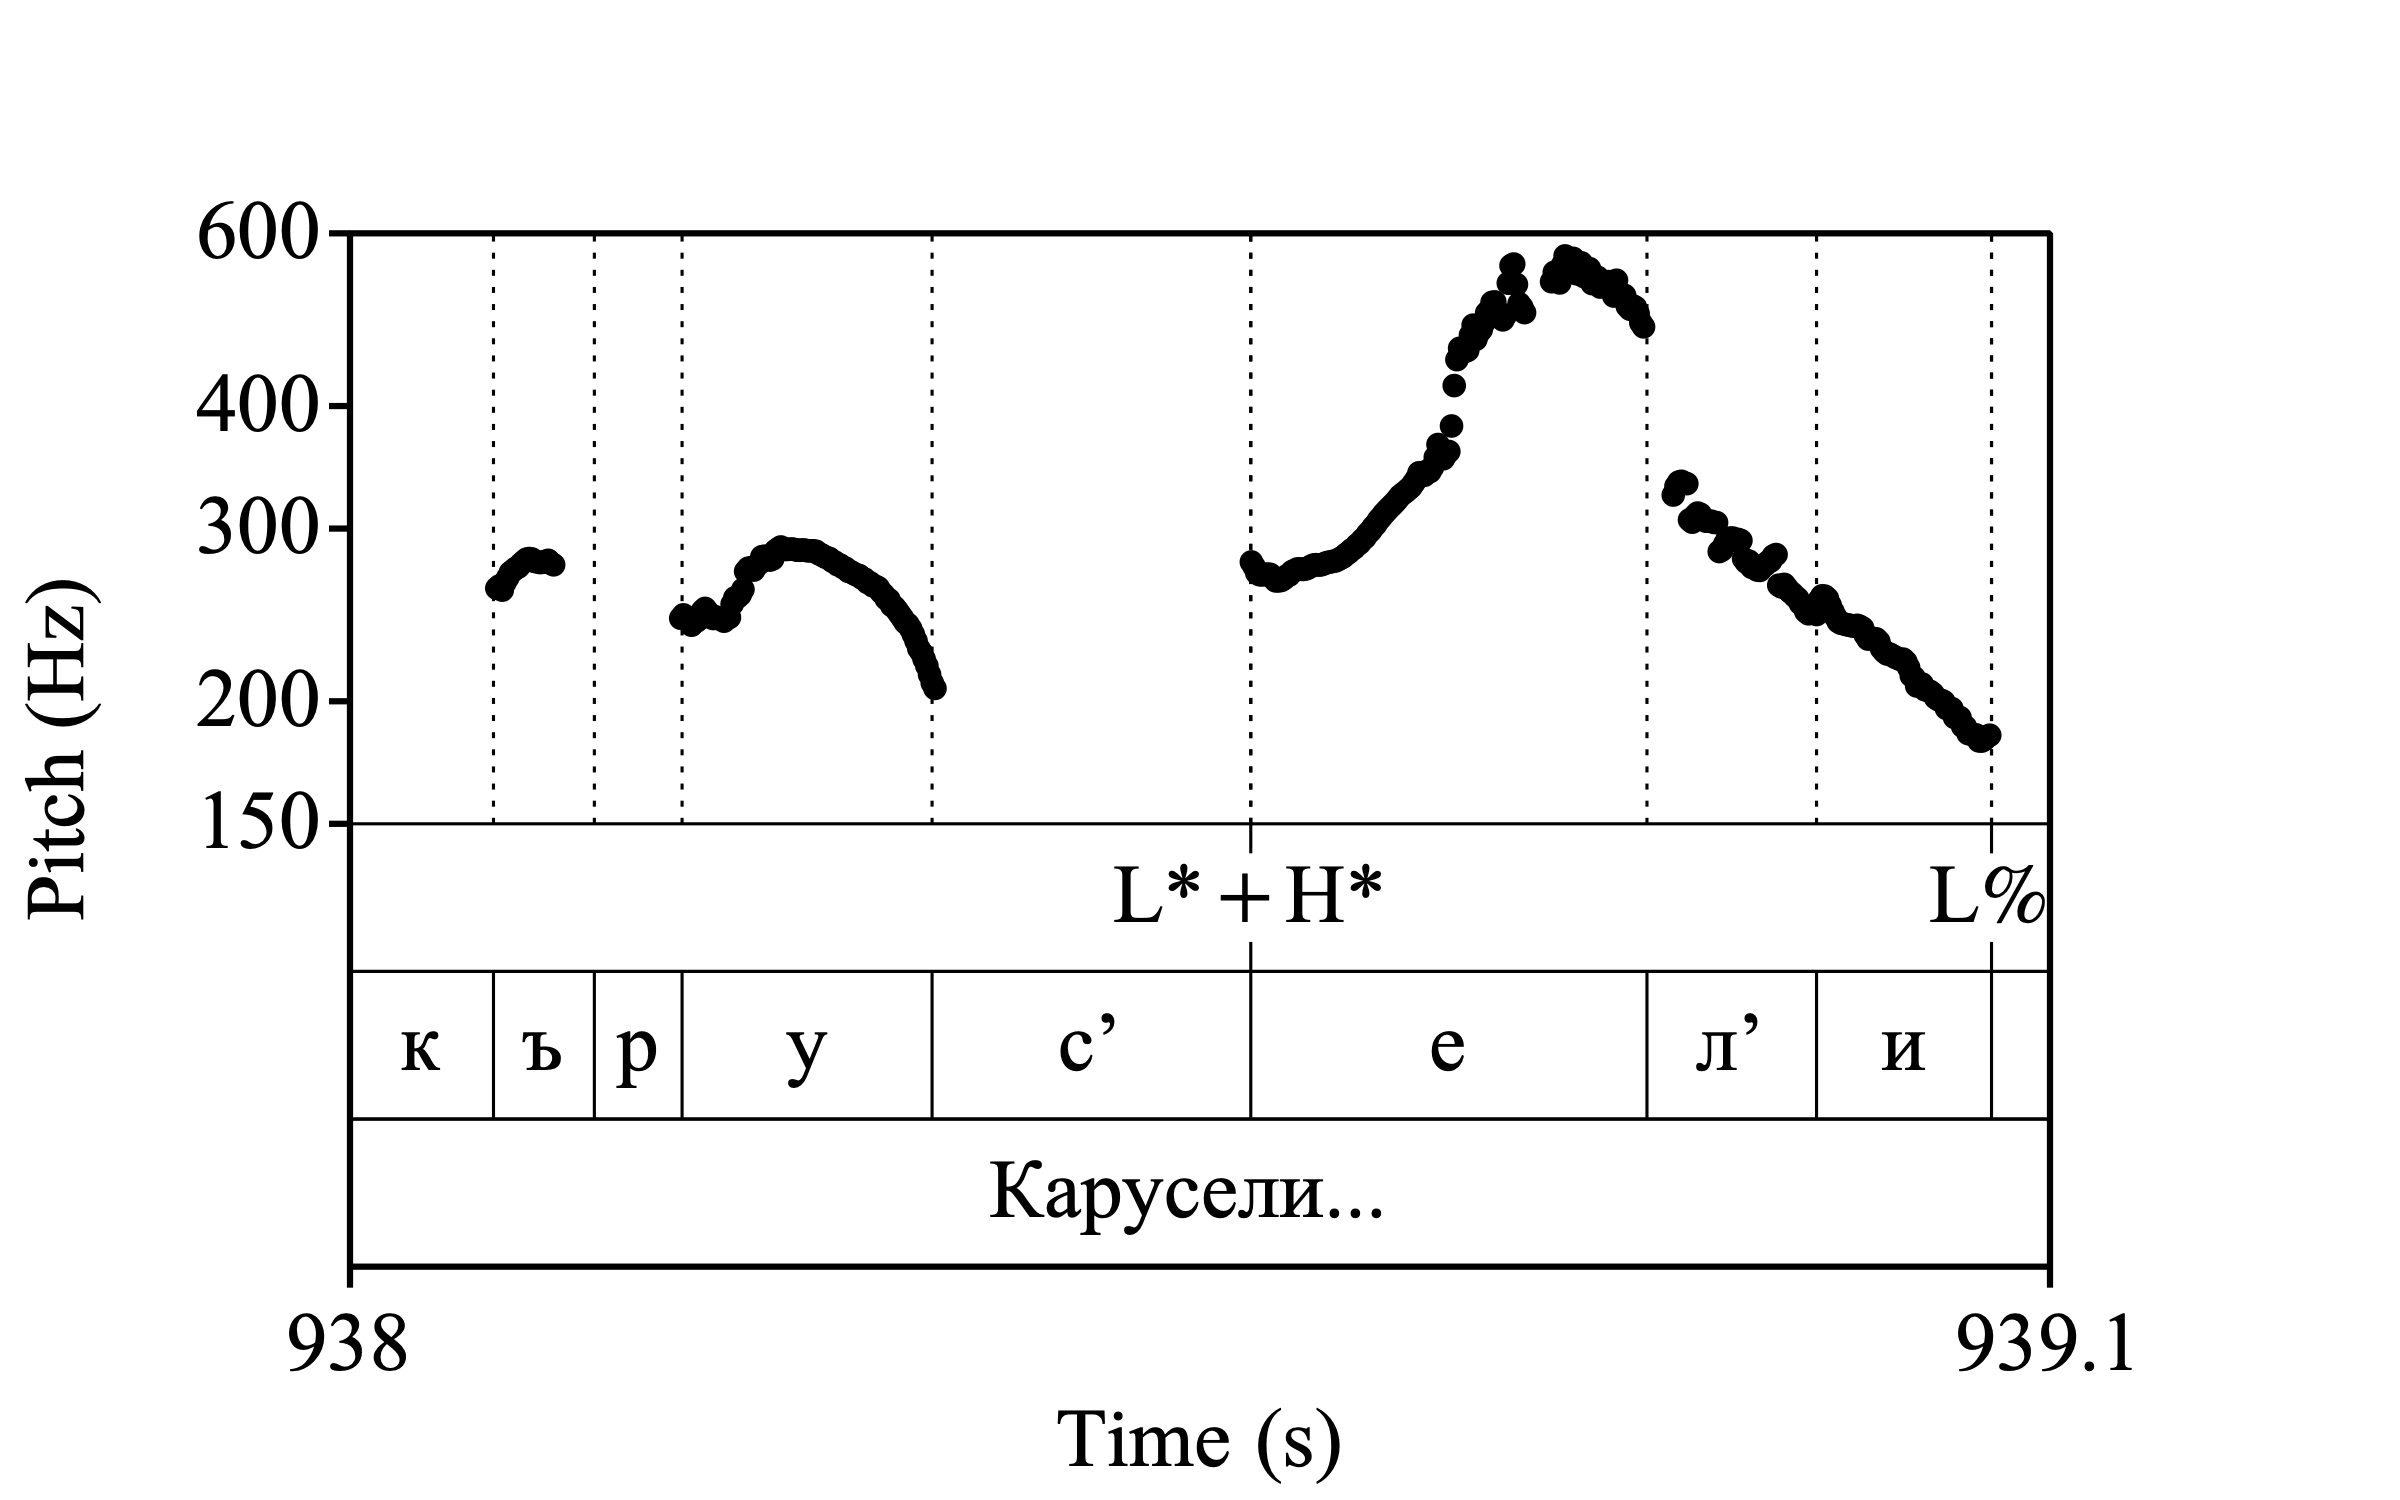 600
400
300
200
150
Pitch (Hz)
L*+H* L%
к ъ р у с’ е л’ и
Карусели...
938 939.1
Time (s)